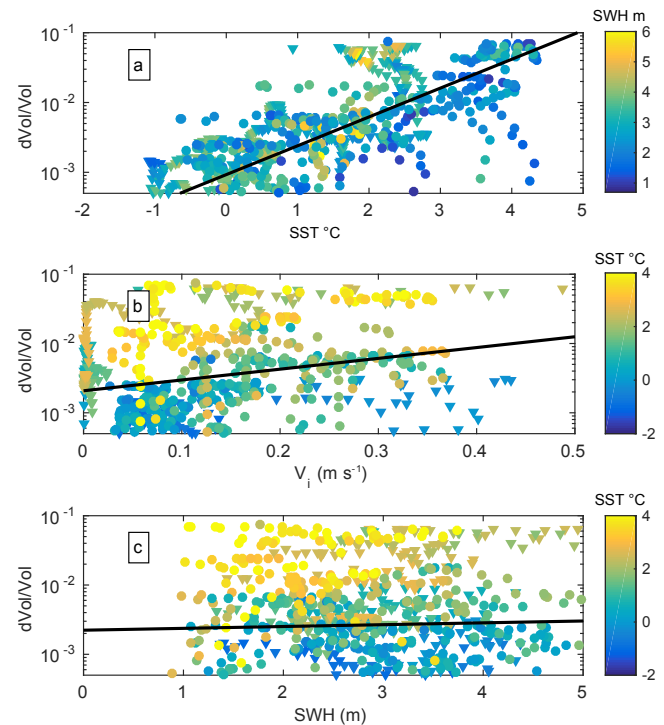 SWH m
10⁻¹
a
6
5
10⁻²
4
3
10⁻³
2
1
-2 -1 0 1 2 3 4 5
SST °C
dVol/Vol
SST °C
10⁻¹
b
4
2
10⁻²
0
10⁻³
-2
0 0.1 0.2 0.3 0.4 0.5
V_i (m s⁻¹)
dVol/Vol
SST °C
10⁻¹
c
4
2
10⁻²
0
10⁻³
-2
0 1 2 3 4 5
SWH (m)
dVol/Vol